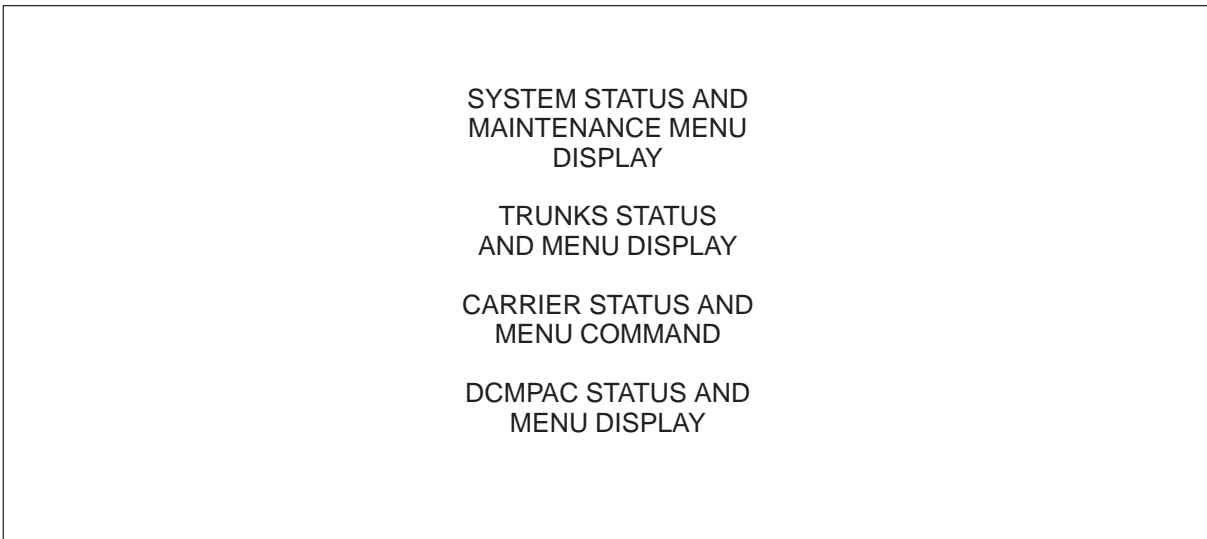 SYSTEM STATUS AND
MAINTENANCE MENU
DISPLAY
TRUNKS STATUS
AND MENU DISPLAY
CARRIER STATUS AND
MENU COMMAND
DCMPAC STATUS AND
MENU DISPLAY